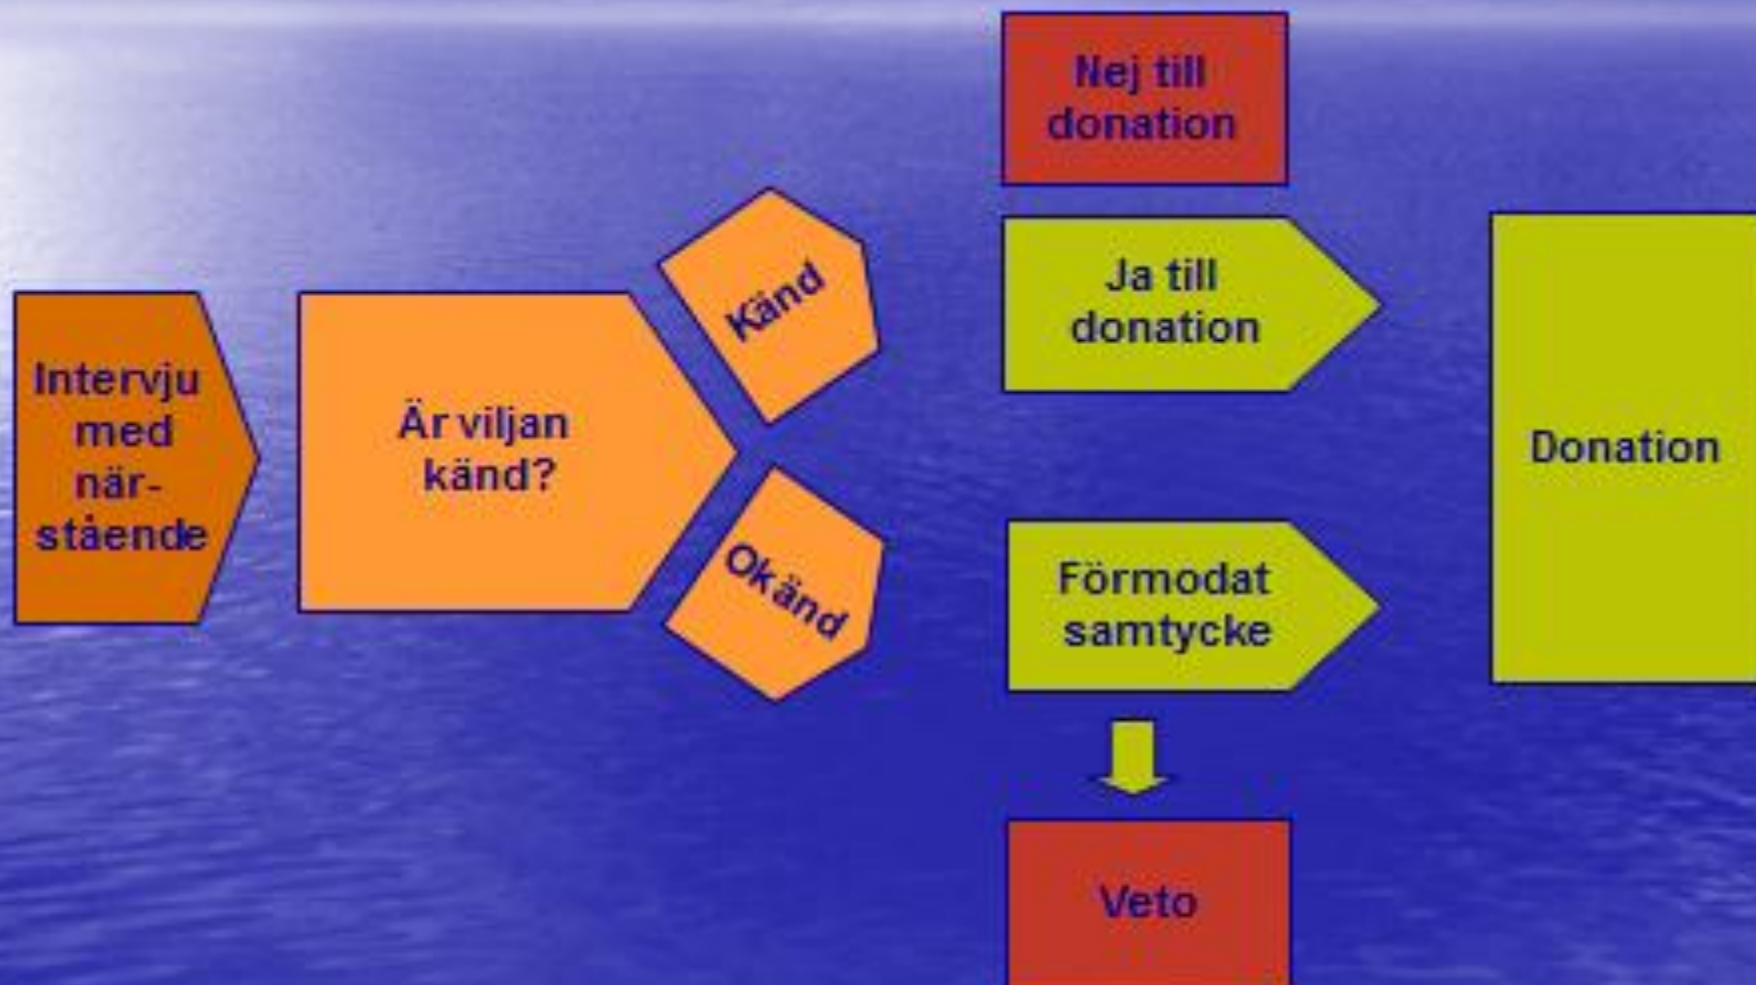 Intervju
med
när-
stående
Är viljan
känd?
Känd
Okänd
Nej till
donation
Ja till
donation
Förmodat
samtycke
Veto
Donation